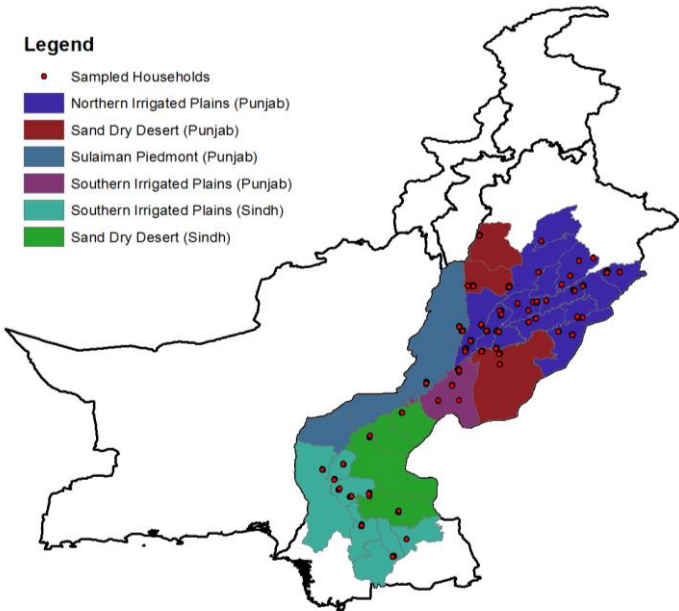 Legend
Sampled Households
Northern Irrigated Plains (Punjab)
Sand Dry Desert (Punjab)
Sulaiman Piedmont (Punjab)
Southern Irrigated Plains (Punjab)
Southern Irrigated Plains (Sindh)
Sand Dry Desert (Sindh)